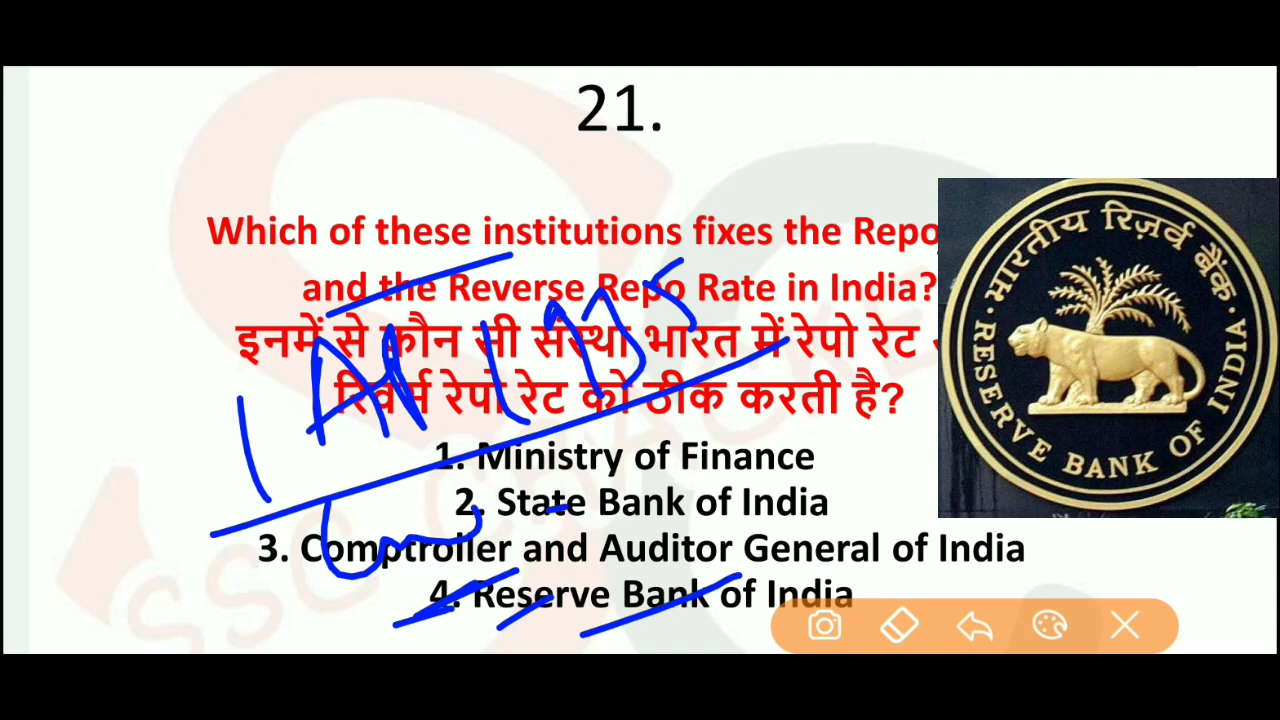 21.
Which of these institutions fixes the Repo
and the Reverse Repo Rate in India?
इनमें से कौन सी संस्था भारत में रेपो रेट
रिवर्स रेपो रेट को ठीक करती है?
1. Ministry of Finance
2. State Bank of India
3. Comptroller and Auditor General of India
4. Reserve Bank of India
भारतीय रिज़र्व बैंक
RESERVE BANK OF INDIA
SSC